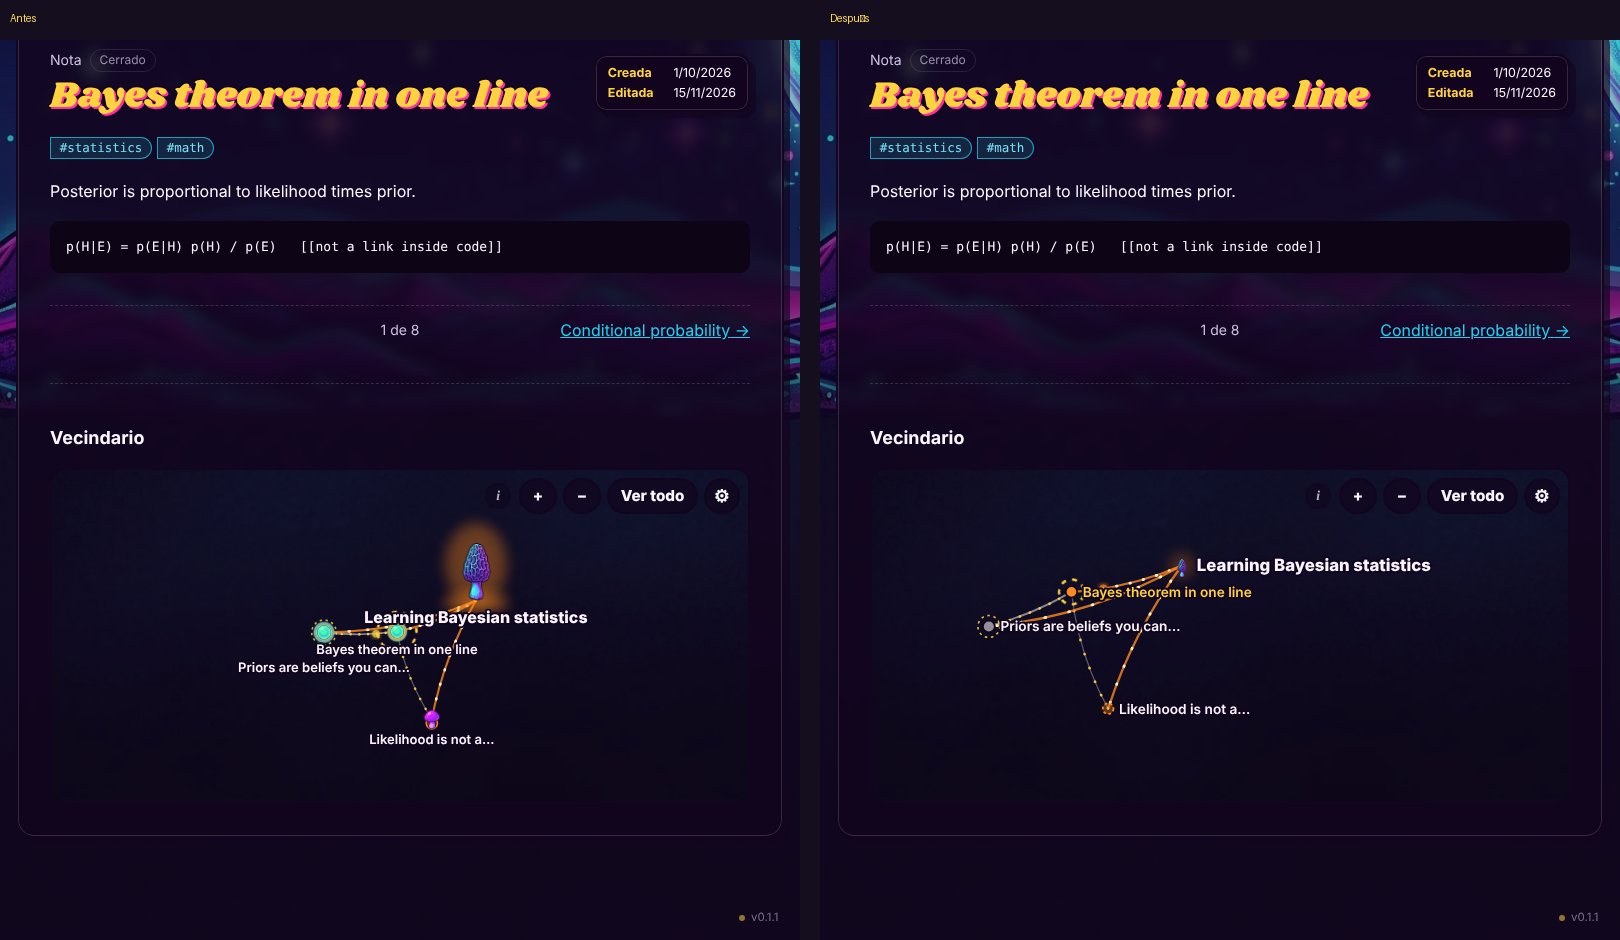 Antes
Nota Cerrado
Bayes theorem in one line
Creada 1/10/2026
Editada 15/11/2026
#statistics #math
Posterior is proportional to likelihood times prior.
p(H|E) = p(E|H) p(H) / p(E) [[not a link inside code]]
1 de 8 Conditional probability →
Vecindario
i + − Ver todo
Learning Bayesian statistics
Bayes theorem in one line
Priors are beliefs you can...
Likelihood is not a...
v0.1.1
Despu▯s
Nota Cerrado
Bayes theorem in one line
Creada 1/10/2026
Editada 15/11/2026
#statistics #math
Posterior is proportional to likelihood times prior.
p(H|E) = p(E|H) p(H) / p(E) [[not a link inside code]]
1 de 8 Conditional probability →
Vecindario
i + − Ver todo
Learning Bayesian statistics
Bayes theorem in one line
Priors are beliefs you can...
Likelihood is not a...
v0.1.1